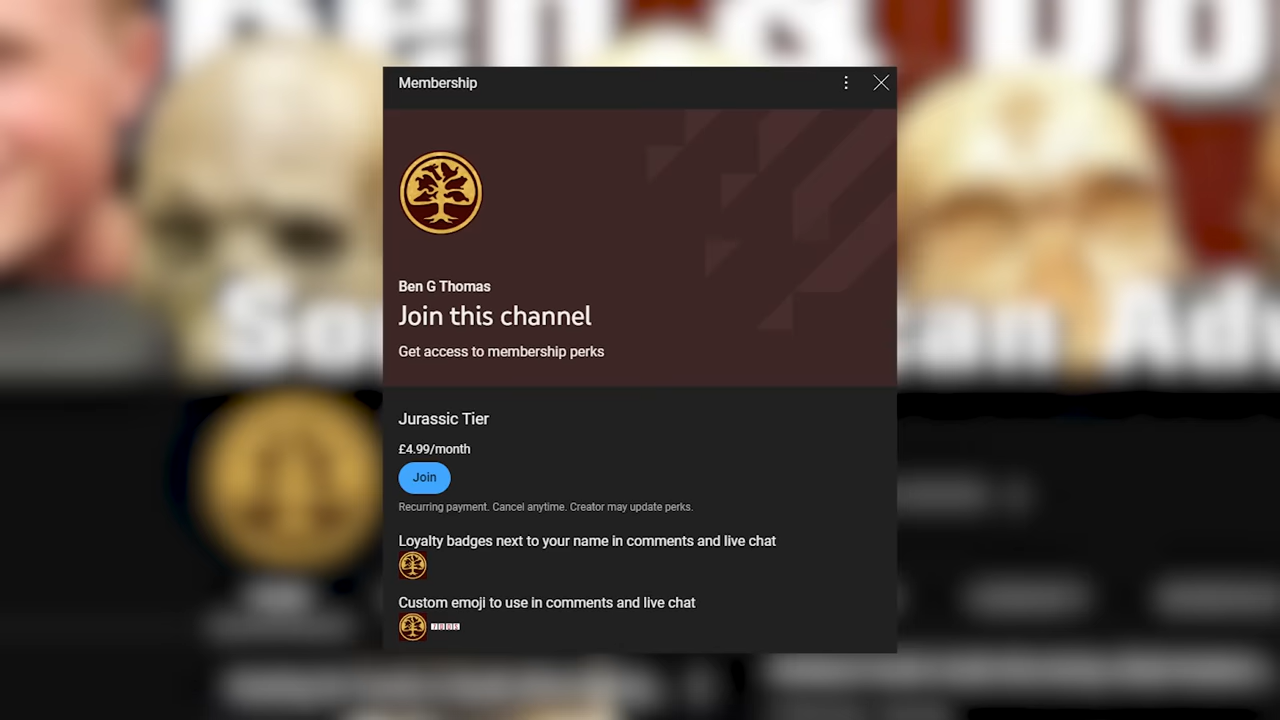 Membership
Ben G Thomas
Join this channel
Get access to membership perks
Jurassic Tier
£4.99/month
Join
Recurring payment. Cancel anytime. Creator may update perks.
Loyalty badges next to your name in comments and live chat
Custom emoji to use in comments and live chat